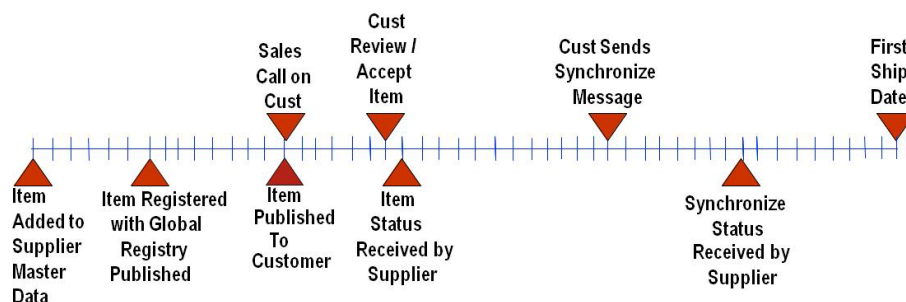 Sales
Call on
Cust
Cust
Review /
Accept
Item
Cust Sends
Synchronize
Message
First
Ship
Date
Item
Added to
Supplier
Master
Data
Item Registered
with Global
Registry
Published
Item
Published
To
Customer
Item
Status
Received by
Supplier
Synchronize
Status
Received by
Supplier